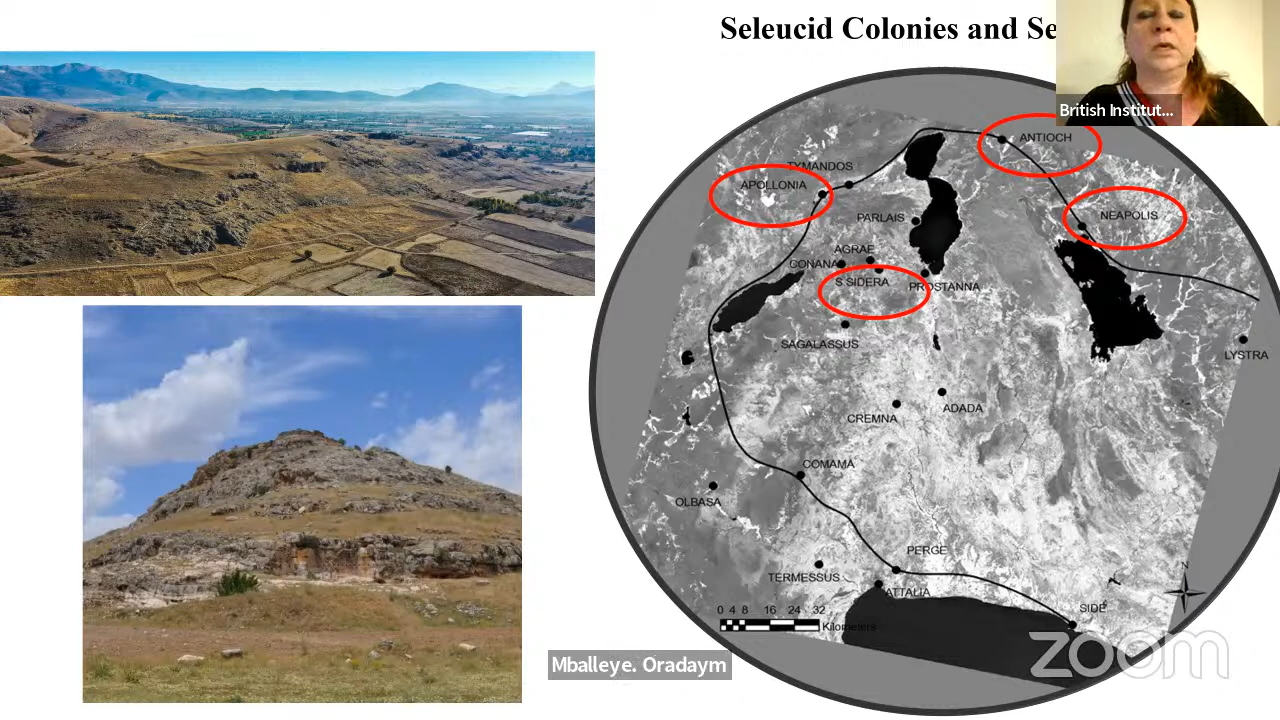 Seleucid Colonies and Se
British Institut...
ANTIOCH
TYMANDOS
APOLLONIA
NEAPOLIS
PARLAIS
AGRAE
CONANA
S SIDERA
PROSTANNA
SAGALASSUS
LYSTRA
ADADA
CREMNA
COMAMA
OLBASA
PERGE
TERMESSUS
ATTALIA
N
SIDE
0 4 8 16 24 32
Kilometers
Mballeye. Oradaym
zoom